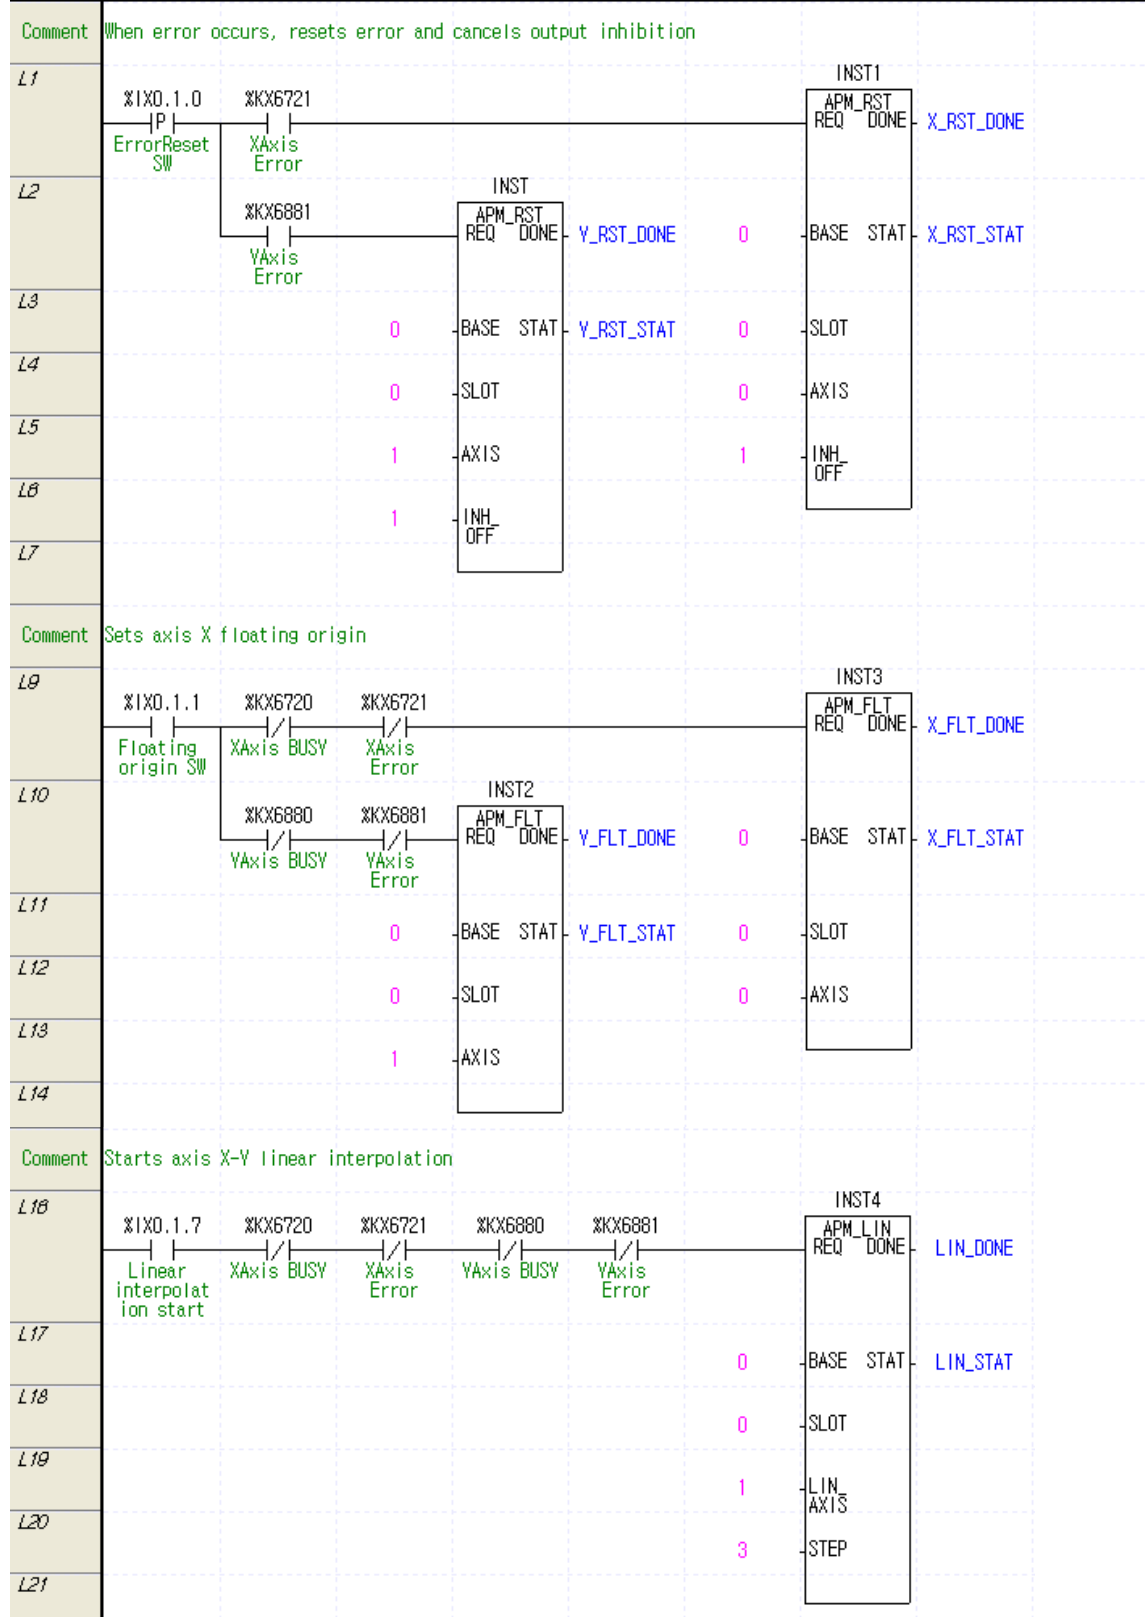 Comment When error occurs, resets error and cancels output inhibition
L1
INST1
%IX0.1.0 %KX6721 APM_RST
P REQ DONE X_RST_DONE
ErrorReset XAxis
SW Error
L2
INST
%KX6881 APM_RST
REQ DONE Y_RST_DONE 0 BASE STAT X_RST_STAT
YAxis
Error
L3
0 BASE STAT Y_RST_STAT 0 SLOT
L4
0 SLOT 0 AXIS
L5
1 AXIS 1 INH_
OFF
L6
1 INH_
OFF
L7
Comment Sets axis X floating origin
L9
INST3
%IX0.1.1 %KX6720 %KX6721 APM_FLT
REQ DONE X_FLT_DONE
Floating XAxis BUSY XAxis
origin SW Error
L10
INST2
%KX6880 %KX6881 APM_FLT
REQ DONE Y_FLT_DONE 0 BASE STAT X_FLT_STAT
YAxis BUSY YAxis
Error
L11
0 BASE STAT Y_FLT_STAT 0 SLOT
L12
0 SLOT 0 AXIS
L13
1 AXIS
L14
Comment Starts axis X-Y linear interpolation
L16
INST4
%IX0.1.7 %KX6720 %KX6721 %KX6880 %KX6881 APM_LIN
REQ DONE LIN_DONE
Linear XAxis BUSY XAxis YAxis BUSY YAxis
interpolat Error Error
ion start
L17
0 BASE STAT LIN_STAT
L18
0 SLOT
L19
1 LIN_
AXIS
L20
3 STEP
L21